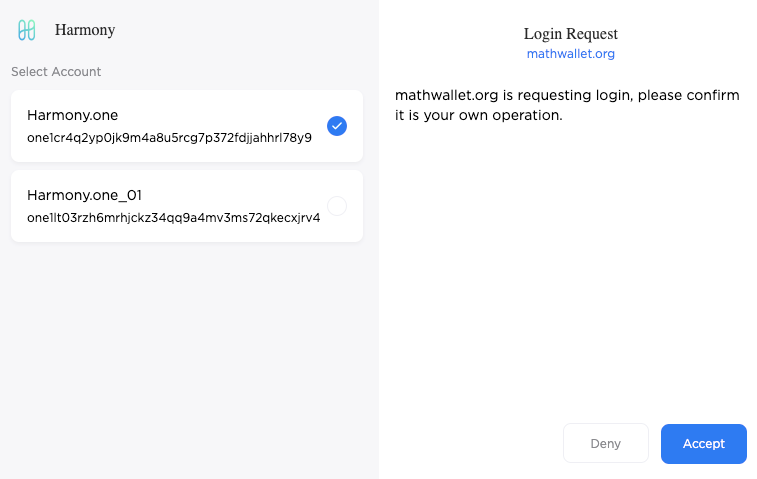 Harmony
Select Account
Harmony.one
one1cr4q2yp0jk9m4a8u5rcg7p372fdjjahhrl78y9
Harmony.one_01
one1lt03rzh6mrhjckz34qq9a4mv3ms72qkecxjrv4
Login Request
mathwallet.org
mathwallet.org is requesting login, please confirm
it is your own operation.
Deny
Accept